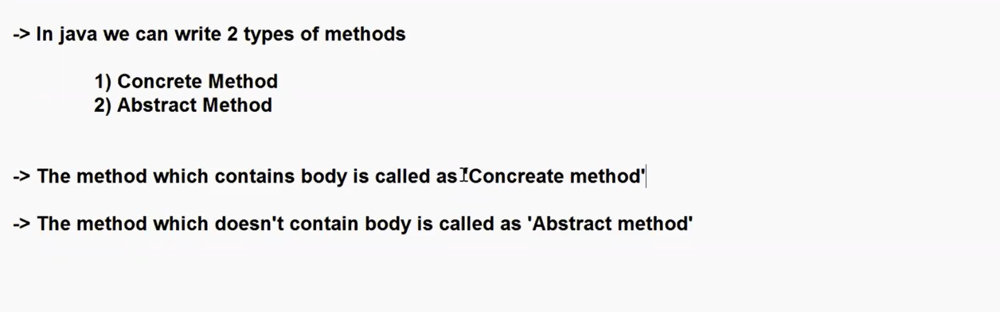 -> In java we can write 2 types of methods
1) Concrete Method
2) Abstract Method
-> The method which contains body is called as 'Concreate method'
-> The method which doesn't contain body is called as 'Abstract method'